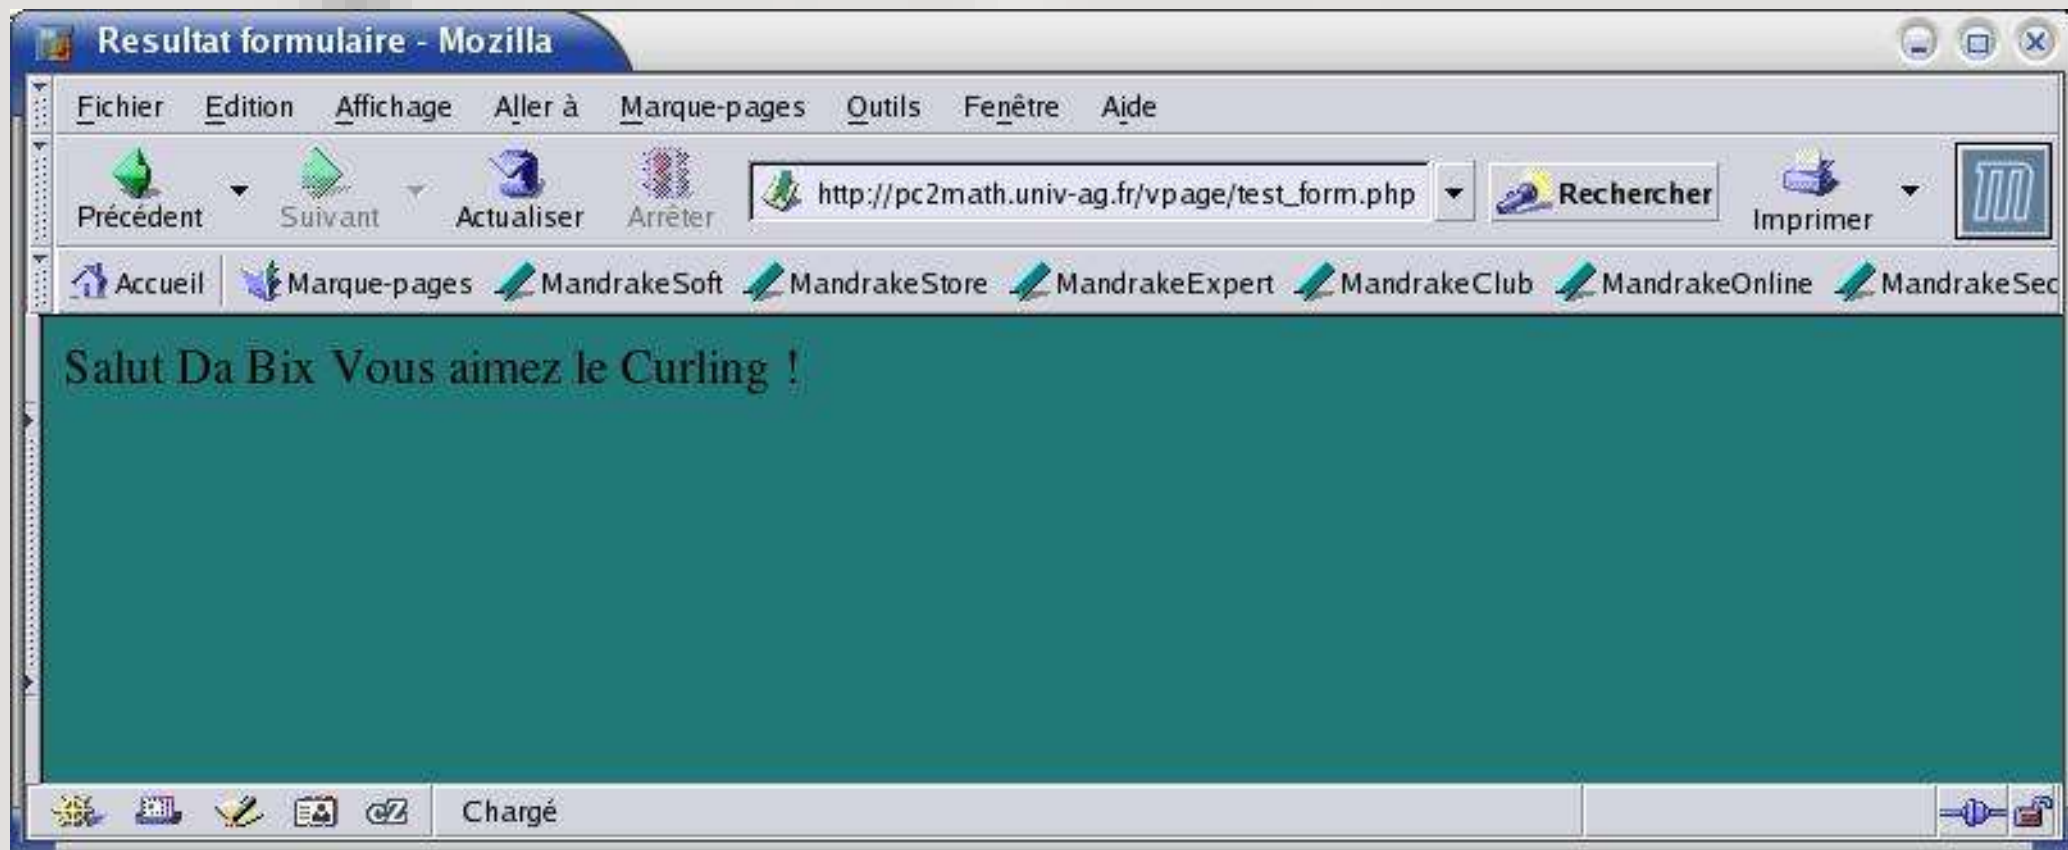 Resultat formulaire - Mozilla
Fichier Edition Affichage Aller à Marque-pages Outils Fenêtre Aide
Précédent Suivant Actualiser Arrêter http://pc2math.univ-ag.fr/vpage/test_form.php Rechercher Imprimer
Accueil Marque-pages MandrakeSoft MandrakeStore MandrakeExpert MandrakeClub MandrakeOnline MandrakeSec
Salut Da Bix Vous aimez le Curling !
cZ Chargé